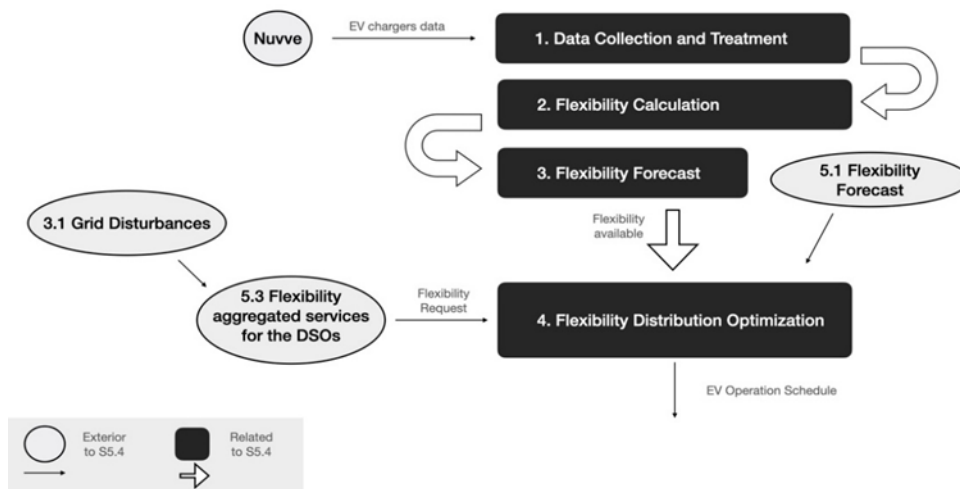 Nuvve
EV chargers data
1. Data Collection and Treatment
2. Flexibility Calculation
3. Flexibility Forecast
5.1 Flexibility
Forecast
3.1 Grid Disturbances
Flexibility
available
5.3 Flexibility
aggregated services
for the DSOs
Flexibility
Request
4. Flexibility Distribution Optimization
EV Operation Schedule
Exterior
to S5.4
Related
to S5.4